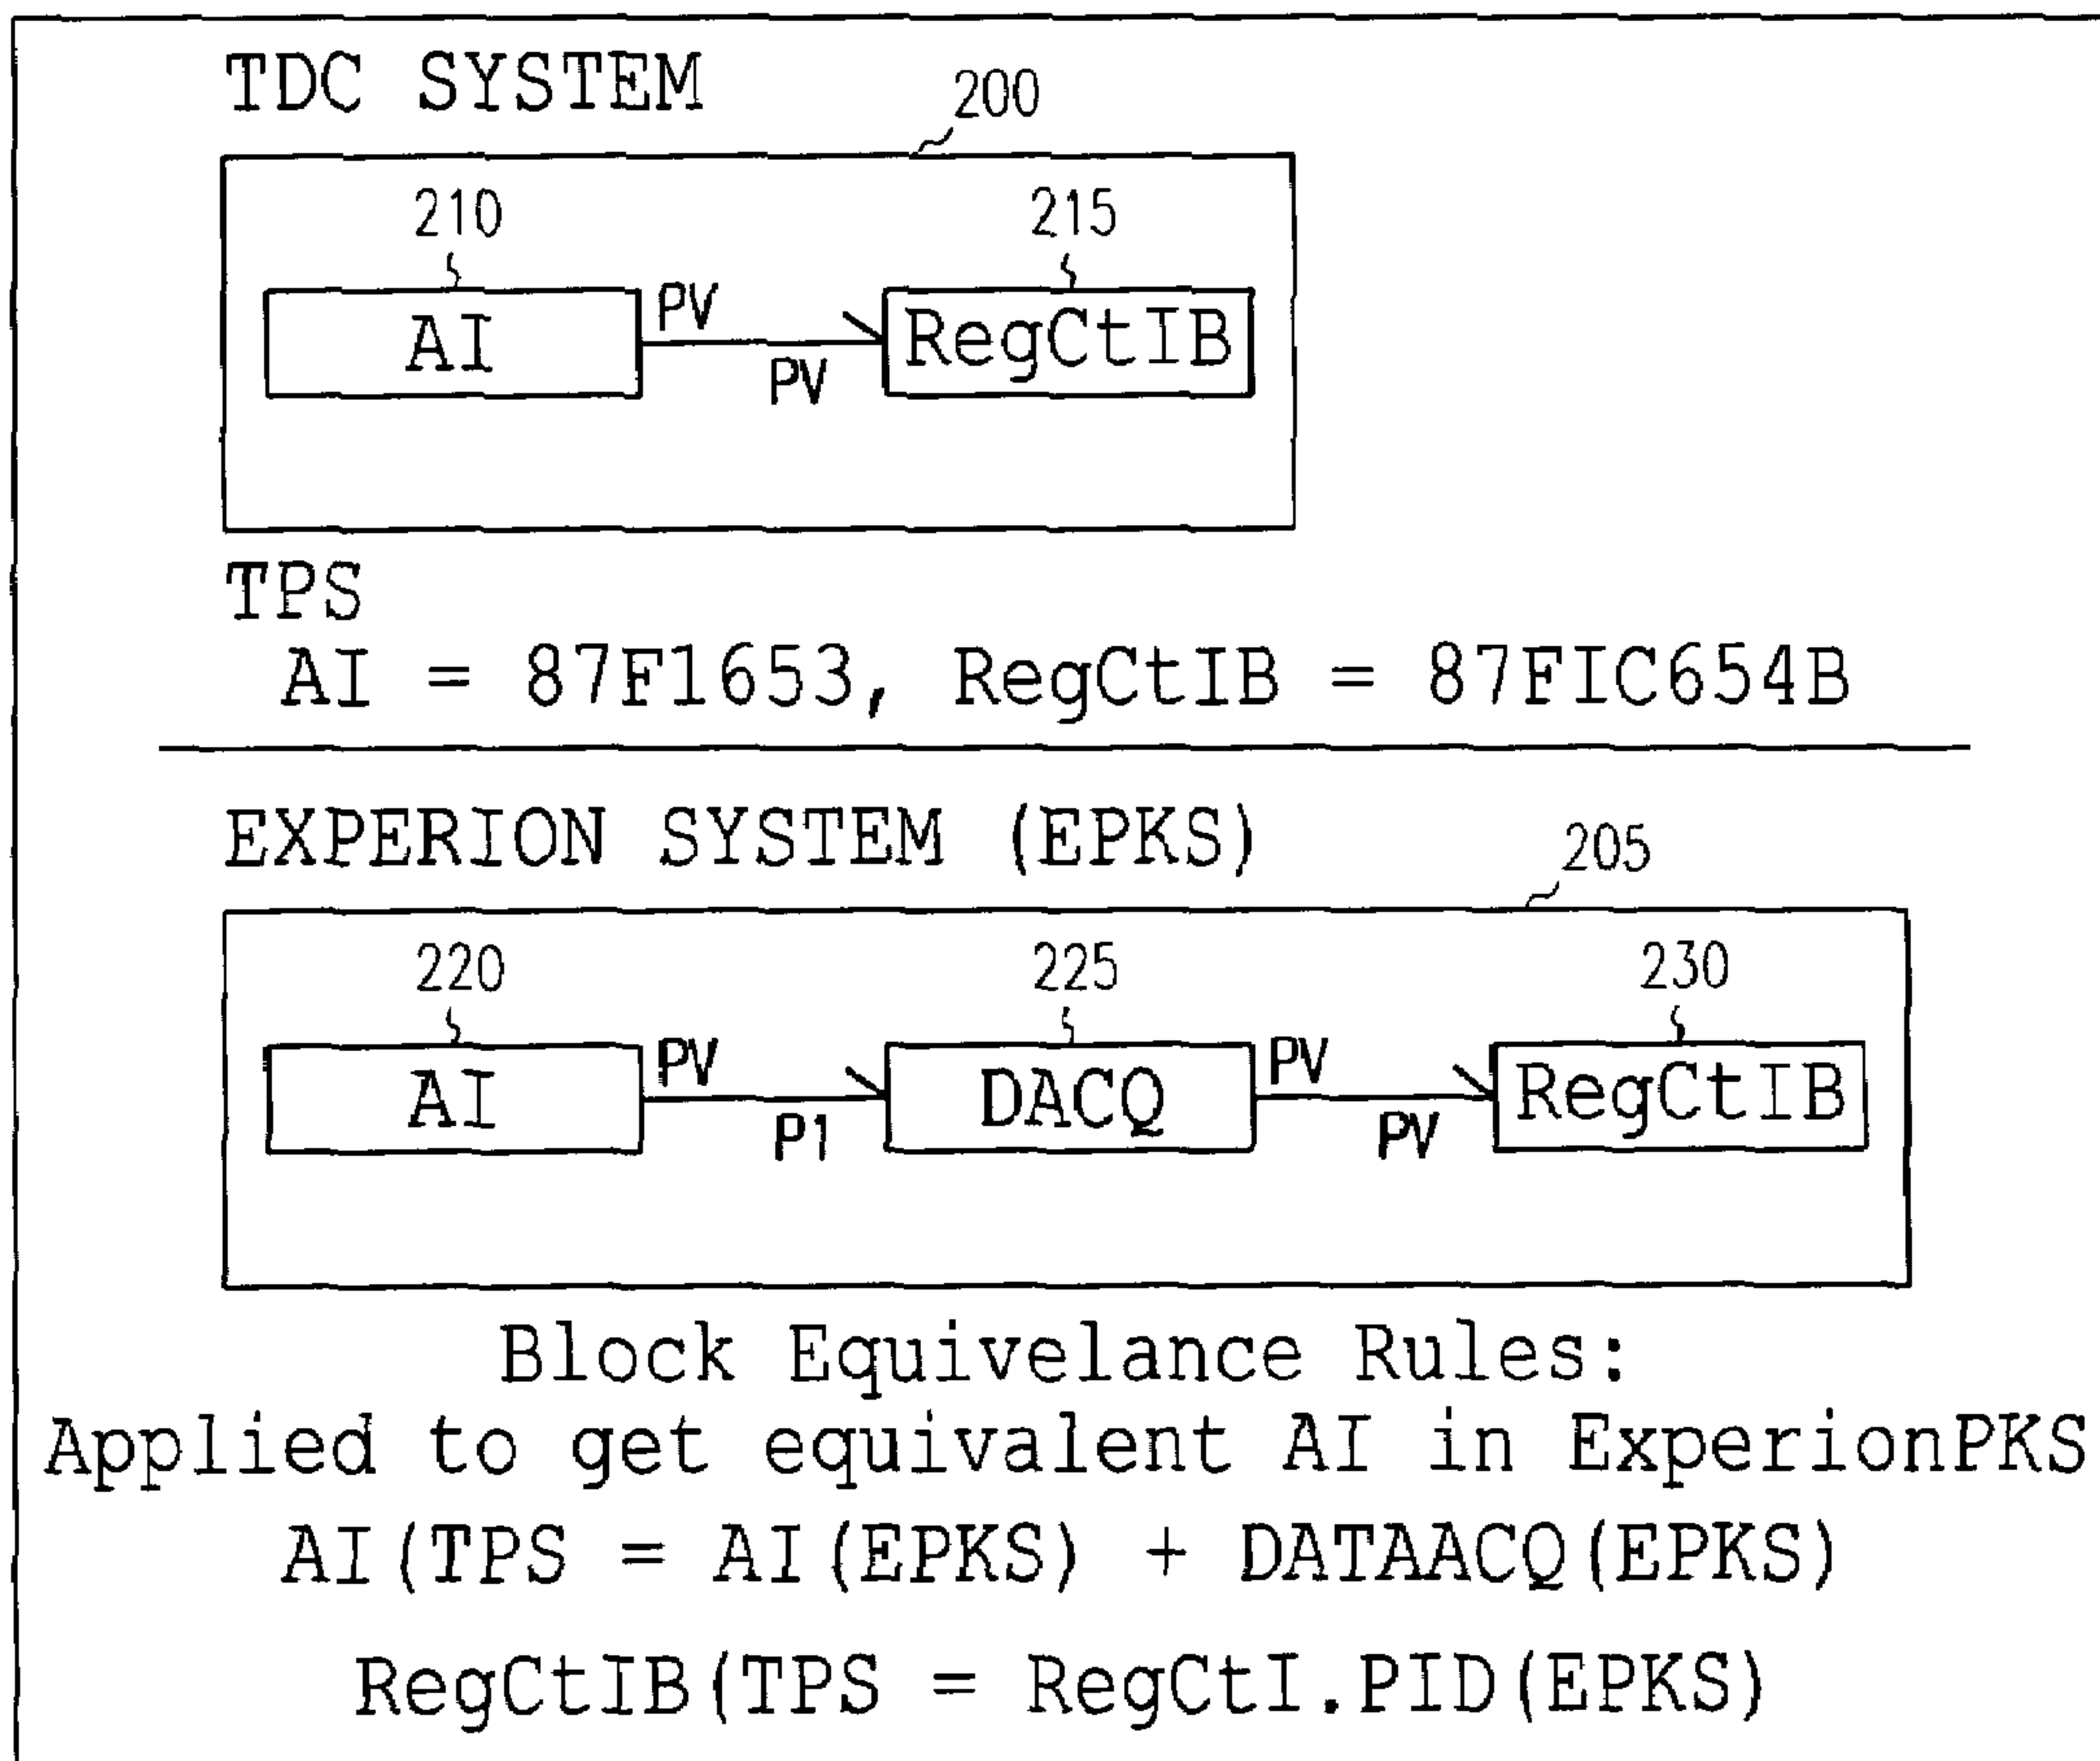 TDC SYSTEM
200
210
215
AI
PV
PV
RegCtIB
TPS
AI = 87F1653, RegCtIB = 87FIC654B
EXPERION SYSTEM (EPKS)
205
220
225
230
AI
PV
P1
DACQ
PV
PV
RegCtIB
Block Equivelance Rules:
Applied to get equivalent AI in ExperionPKS
AI(TPS = AI(EPKS) + DATAACQ(EPKS)
RegCtIB(TPS = RegCtI.PID(EPKS)